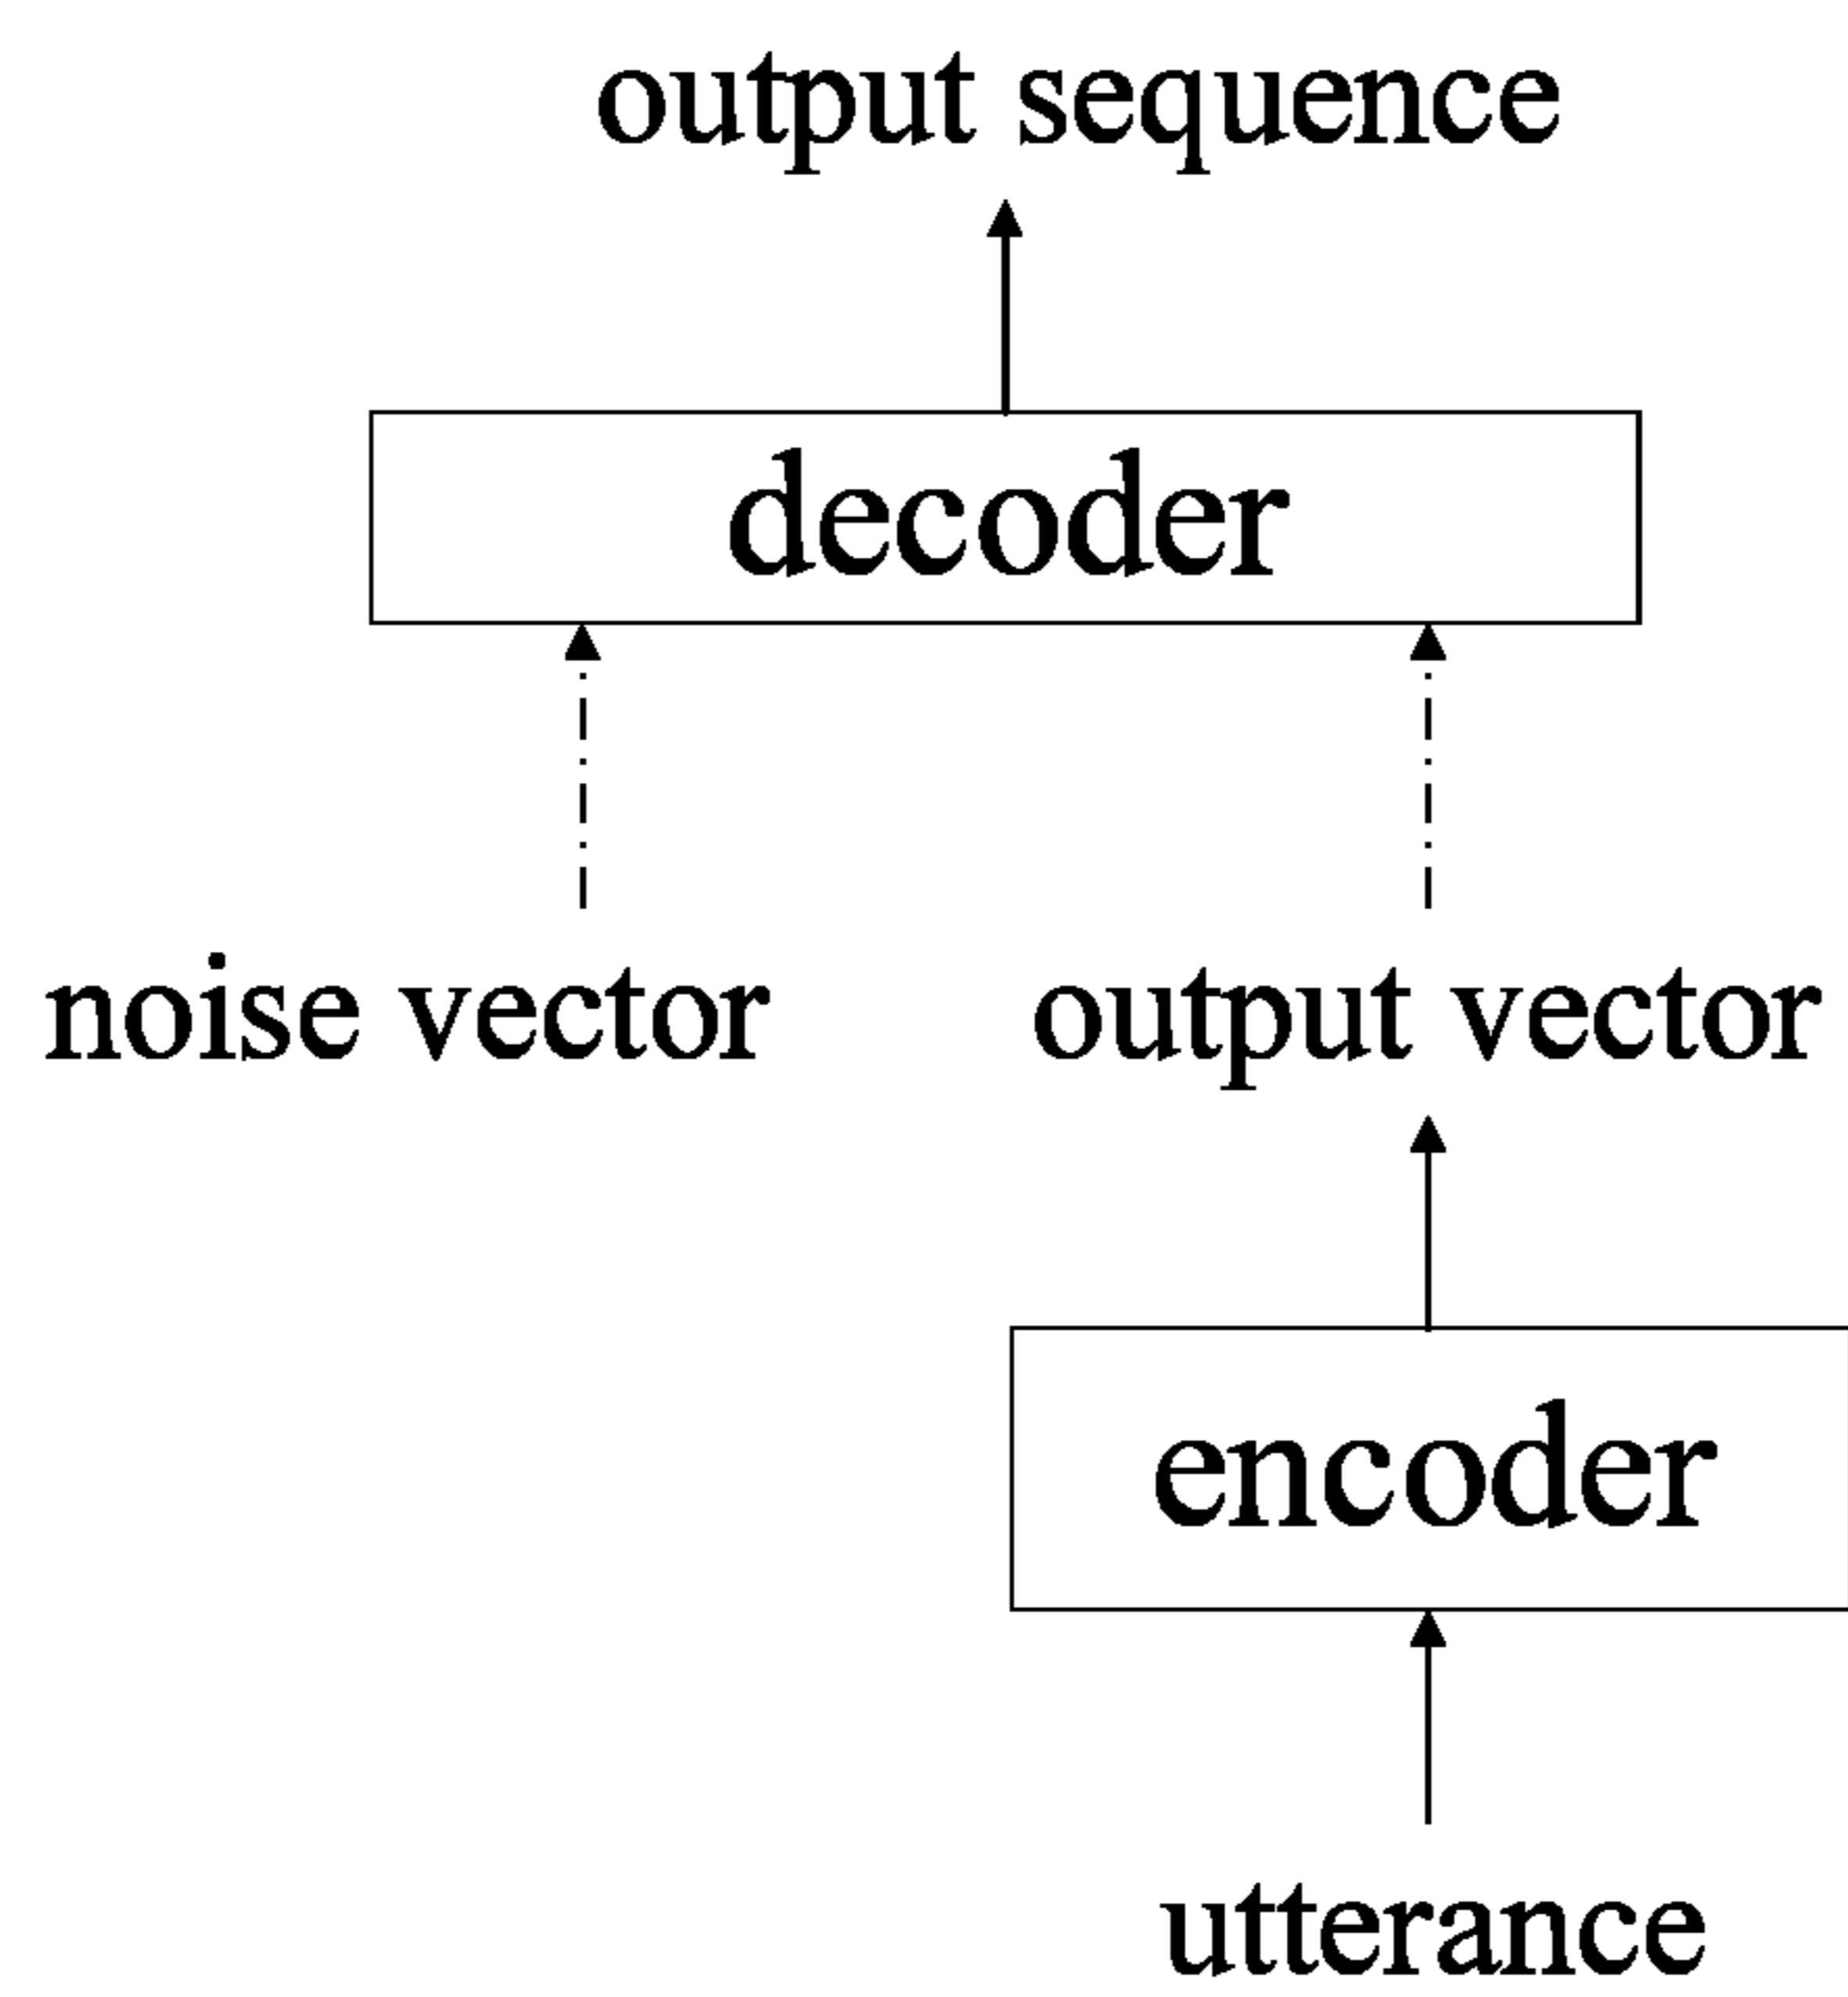 output sequence
decoder
noise vector output vector
encoder
utterance